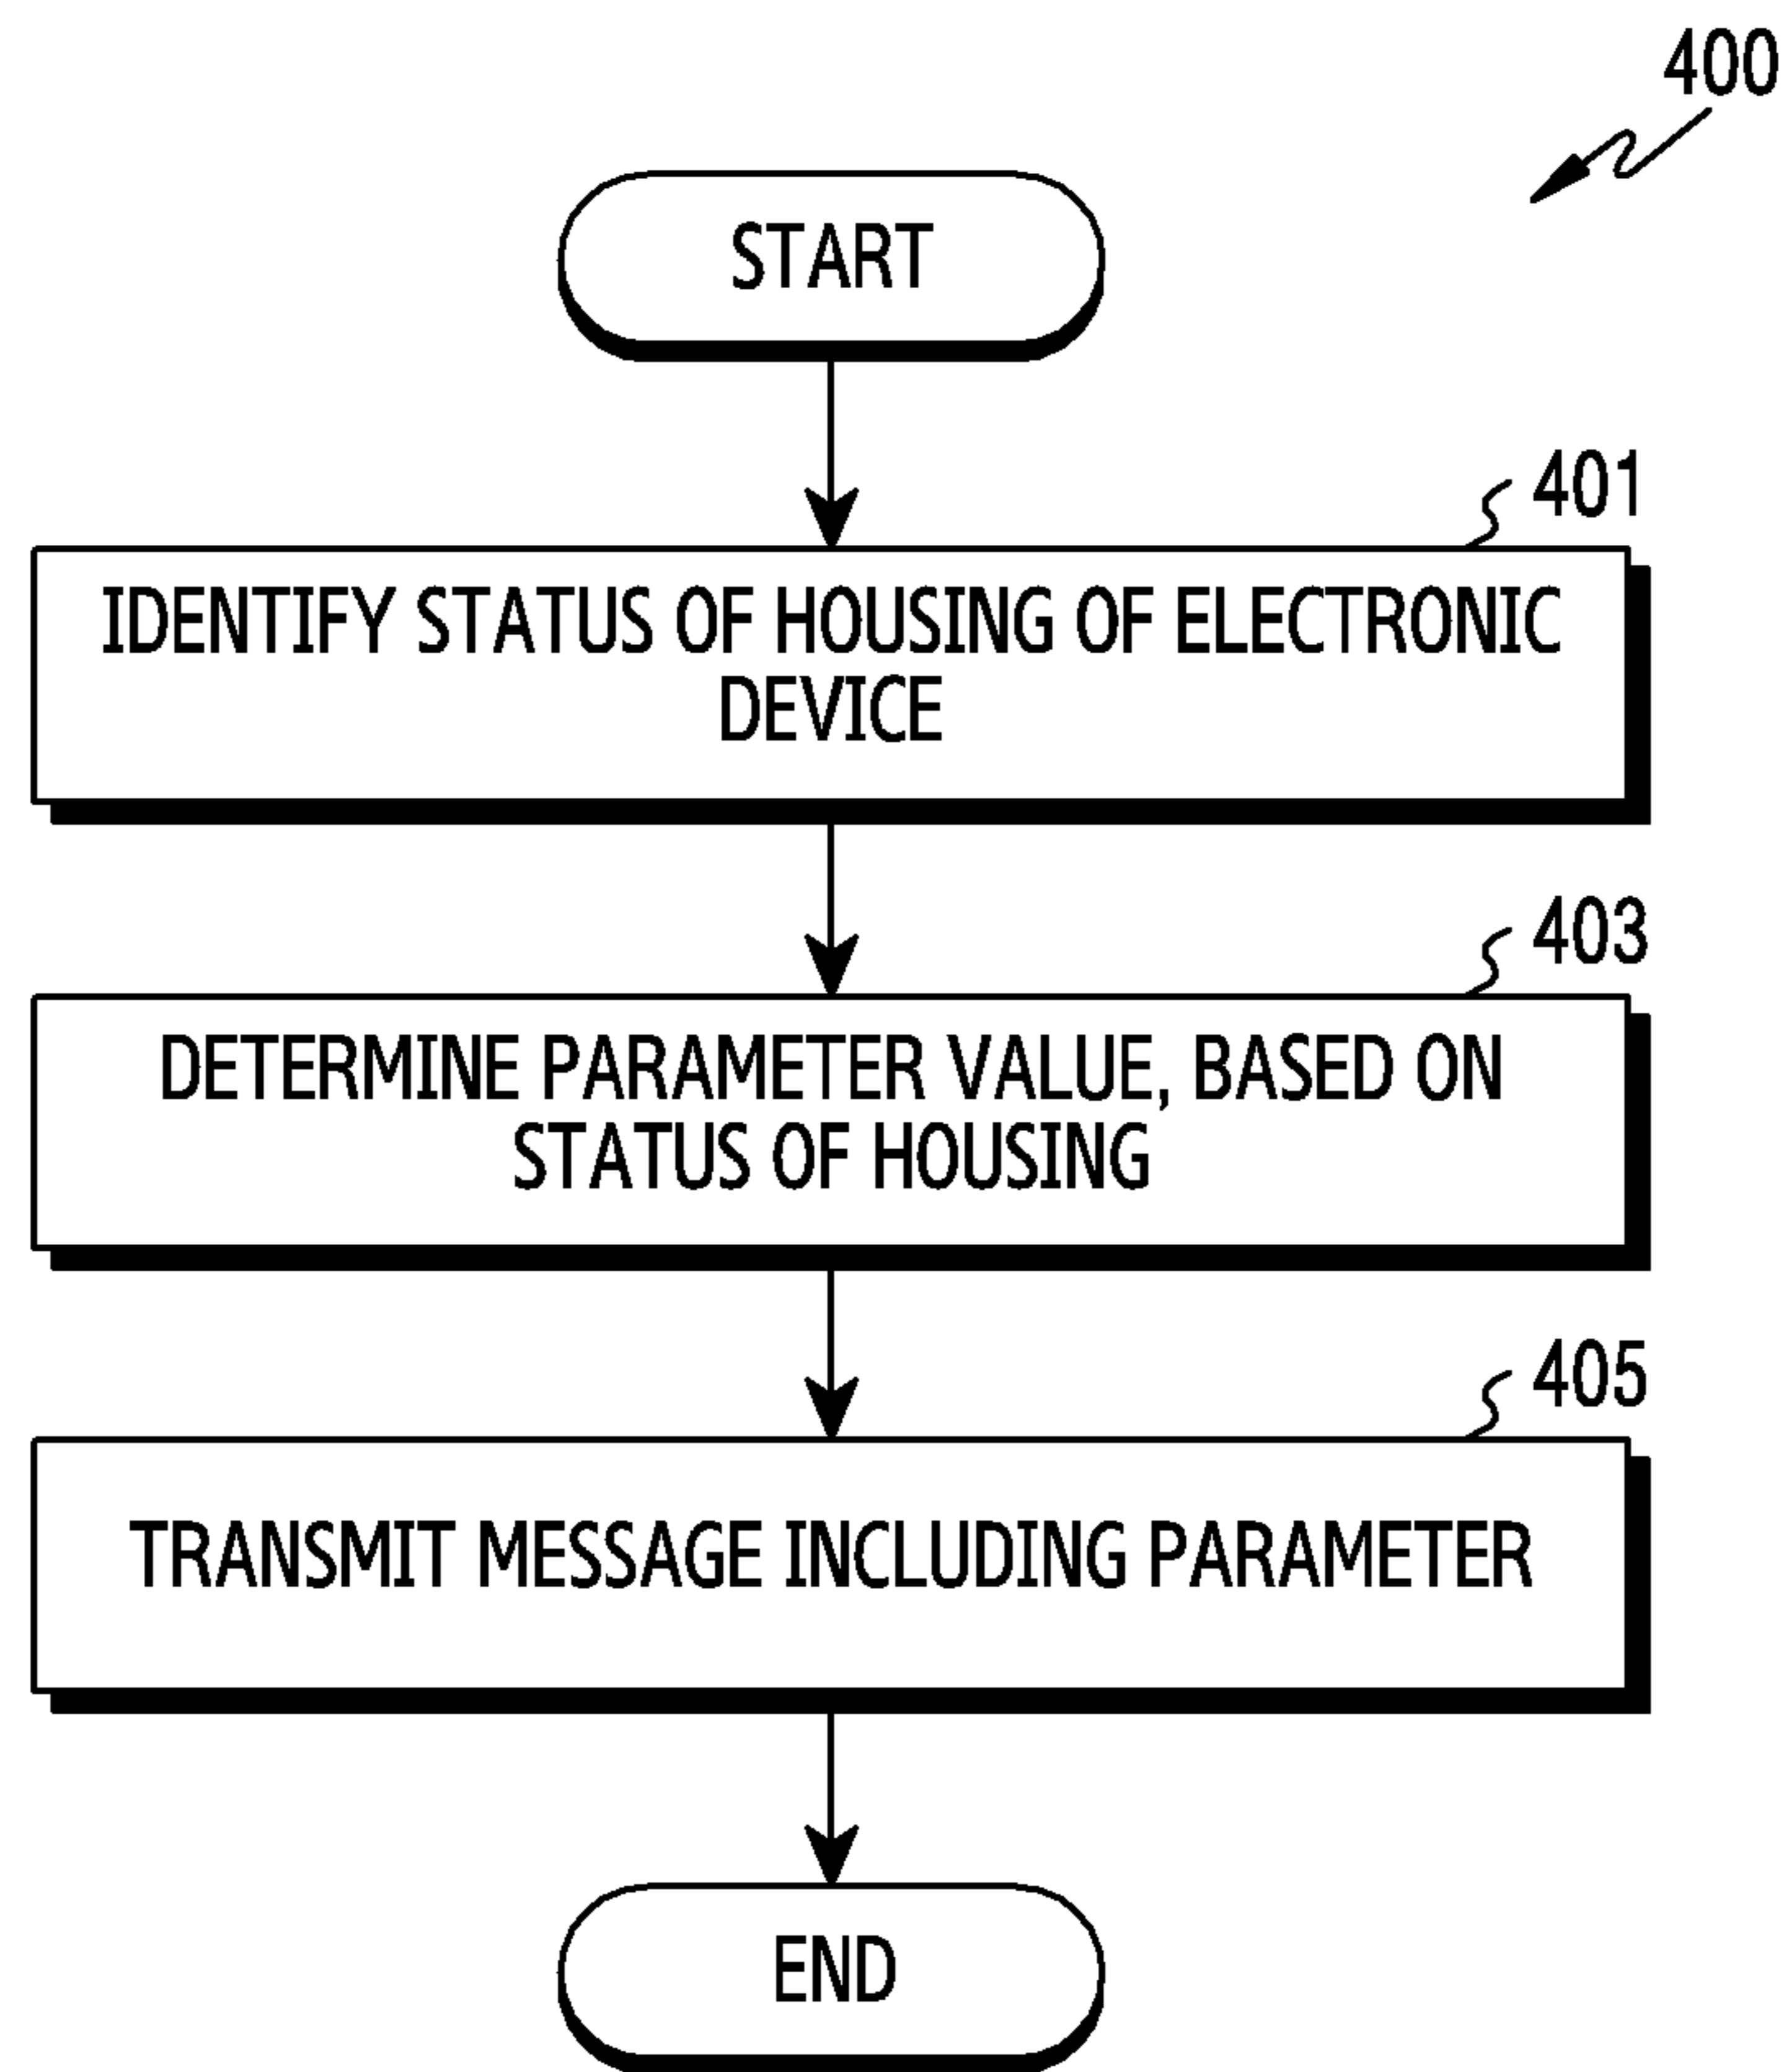 400
START
401
IDENTIFY STATUS OF HOUSING OF ELECTRONIC
DEVICE
403
DETERMINE PARAMETER VALUE, BASED ON
STATUS OF HOUSING
405
TRANSMIT MESSAGE INCLUDING PARAMETER
END